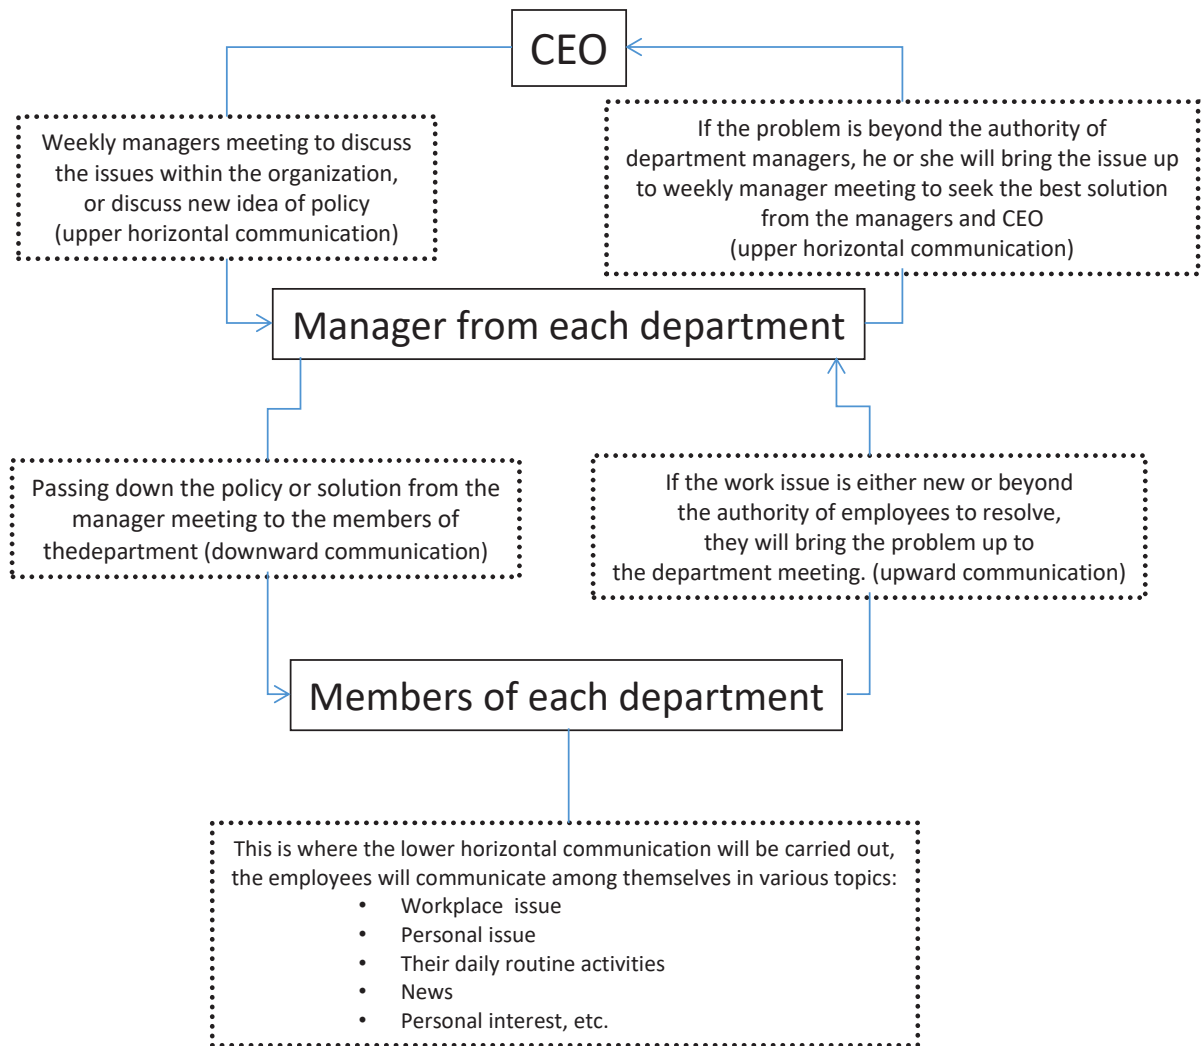 CEO
Weekly managers meeting to discuss
the issues within the organization,
or discuss new idea of policy
(upper horizontal communication)
If the problem is beyond the authority of
department managers, he or she will bring the issue up
to weekly manager meeting to seek the best solution
from the managers and CEO
(upper horizontal communication)
Manager from each department
Passing down the policy or solution from the
manager meeting to the members of
thedepartment (downward communication)
If the work issue is either new or beyond
the authority of employees to resolve,
they will bring the problem up to
the department meeting. (upward communication)
Members of each department
This is where the lower horizontal communication will be carried out,
the employees will communicate among themselves in various topics:
• Workplace issue
• Personal issue
• Their daily routine activities
• News
• Personal interest, etc.